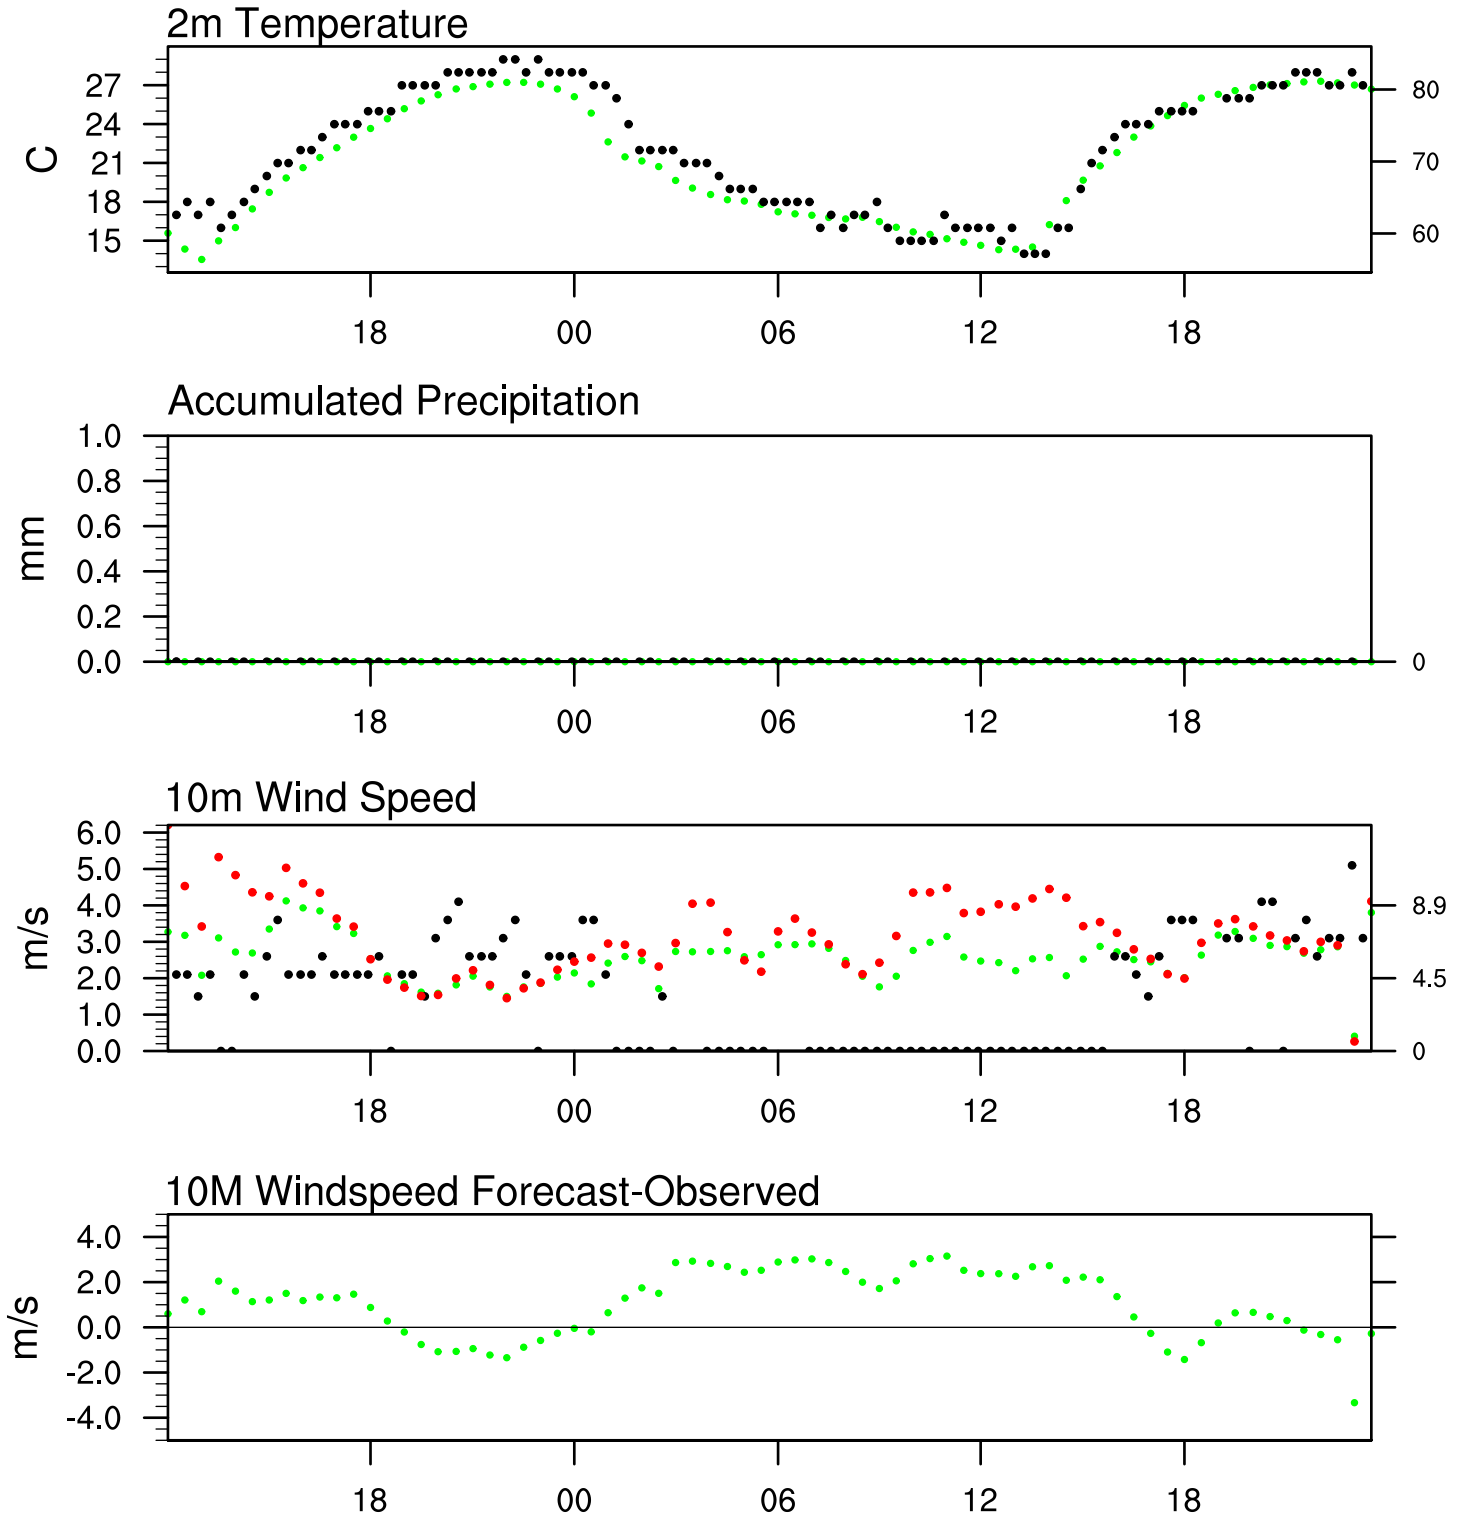 2m Temperature
27
24
21
18
15
C
80
70
60
18 00 06 12 18
Accumulated Precipitation
1.0
0.8
0.6
0.4
0.2
0.0
mm
0
18 00 06 12 18
10m Wind Speed
6.0
5.0
4.0
3.0
2.0
1.0
0.0
m/s
8.9
4.5
0
18 00 06 12 18
10M Windspeed Forecast-Observed
4.0
2.0
0.0
-2.0
-4.0
m/s
18 00 06 12 18